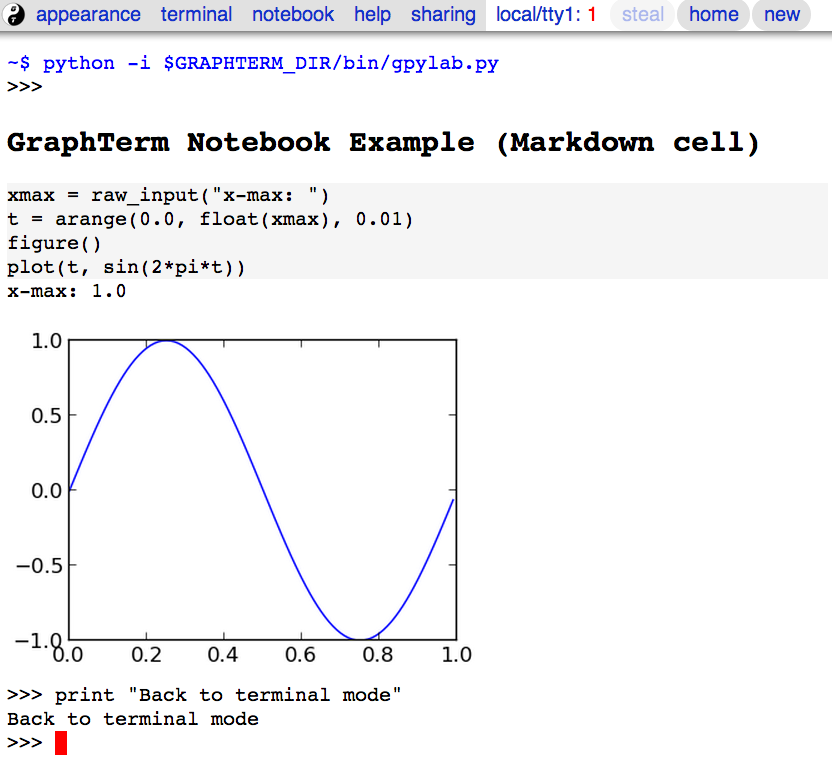 appearance terminal notebook help sharing local/tty1: 1 steal home new
~$ python -i $GRAPHTERM_DIR/bin/gpylab.py
>>>
GraphTerm Notebook Example (Markdown cell)
xmax = raw_input("x-max: ")
t = arange(0.0, float(xmax), 0.01)
figure()
plot(t, sin(2*pi*t))
x-max: 1.0
1.0
0.5
0.0
−0.5
−1.0
0.0 0.2 0.4 0.6 0.8 1.0
>>> print "Back to terminal mode"
Back to terminal mode
>>>